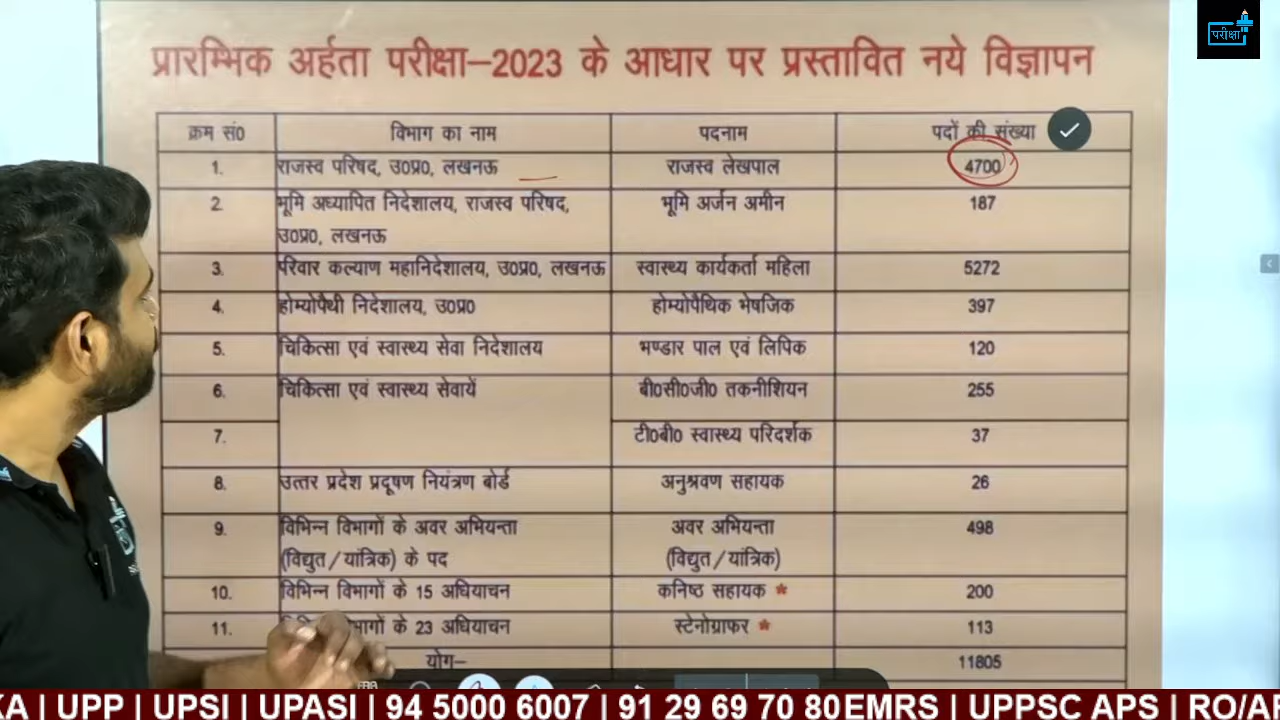 परीक्षा
प्रारम्भिक अर्हता परीक्षा–2023 के आधार पर प्रस्तावित नये विज्ञापन
क्रम सं0 विभाग का नाम पदनाम पदों की संख्या
1. राजस्व परिषद, उ0प्र0, लखनऊ राजस्व लेखपाल 4700
2. भूमि अध्यापित निदेशालय, राजस्व परिषद, भूमि अर्जन अमीन 187
उ0प्र0, लखनऊ
3. परिवार कल्याण महानिदेशालय, उ0प्र0, लखनऊ स्वास्थ्य कार्यकर्ता महिला 5272
4. होम्योपैथी निदेशालय, उ0प्र0 होम्योपैथिक भेषजिक 397
5. चिकित्सा एवं स्वास्थ्य सेवा निदेशालय भण्डार पाल एवं लिपिक 120
6. चिकित्सा एवं स्वास्थ्य सेवायें बी0सी0जी0 तकनीशियन 255
7. टी0बी0 स्वास्थ्य परिदर्शक 37
8. उत्तर प्रदेश प्रदूषण नियंत्रण बोर्ड अनुश्रवण सहायक 26
9. विभिन्न विभागों के अवर अभियन्ता अवर अभियन्ता 498
(विद्युत/यांत्रिक) के पद (विद्युत/यांत्रिक)
10. विभिन्न विभागों के 15 अधियाचन कनिष्ठ सहायक * 200
11. विभागों के 23 अधियाचन स्टेनोग्राफर * 113
योग– 11805
KA | UPP | UPSI | UPASI | 94 5000 6007 | 91 29 69 70 80 EMRS | UPPSC APS | RO/AR